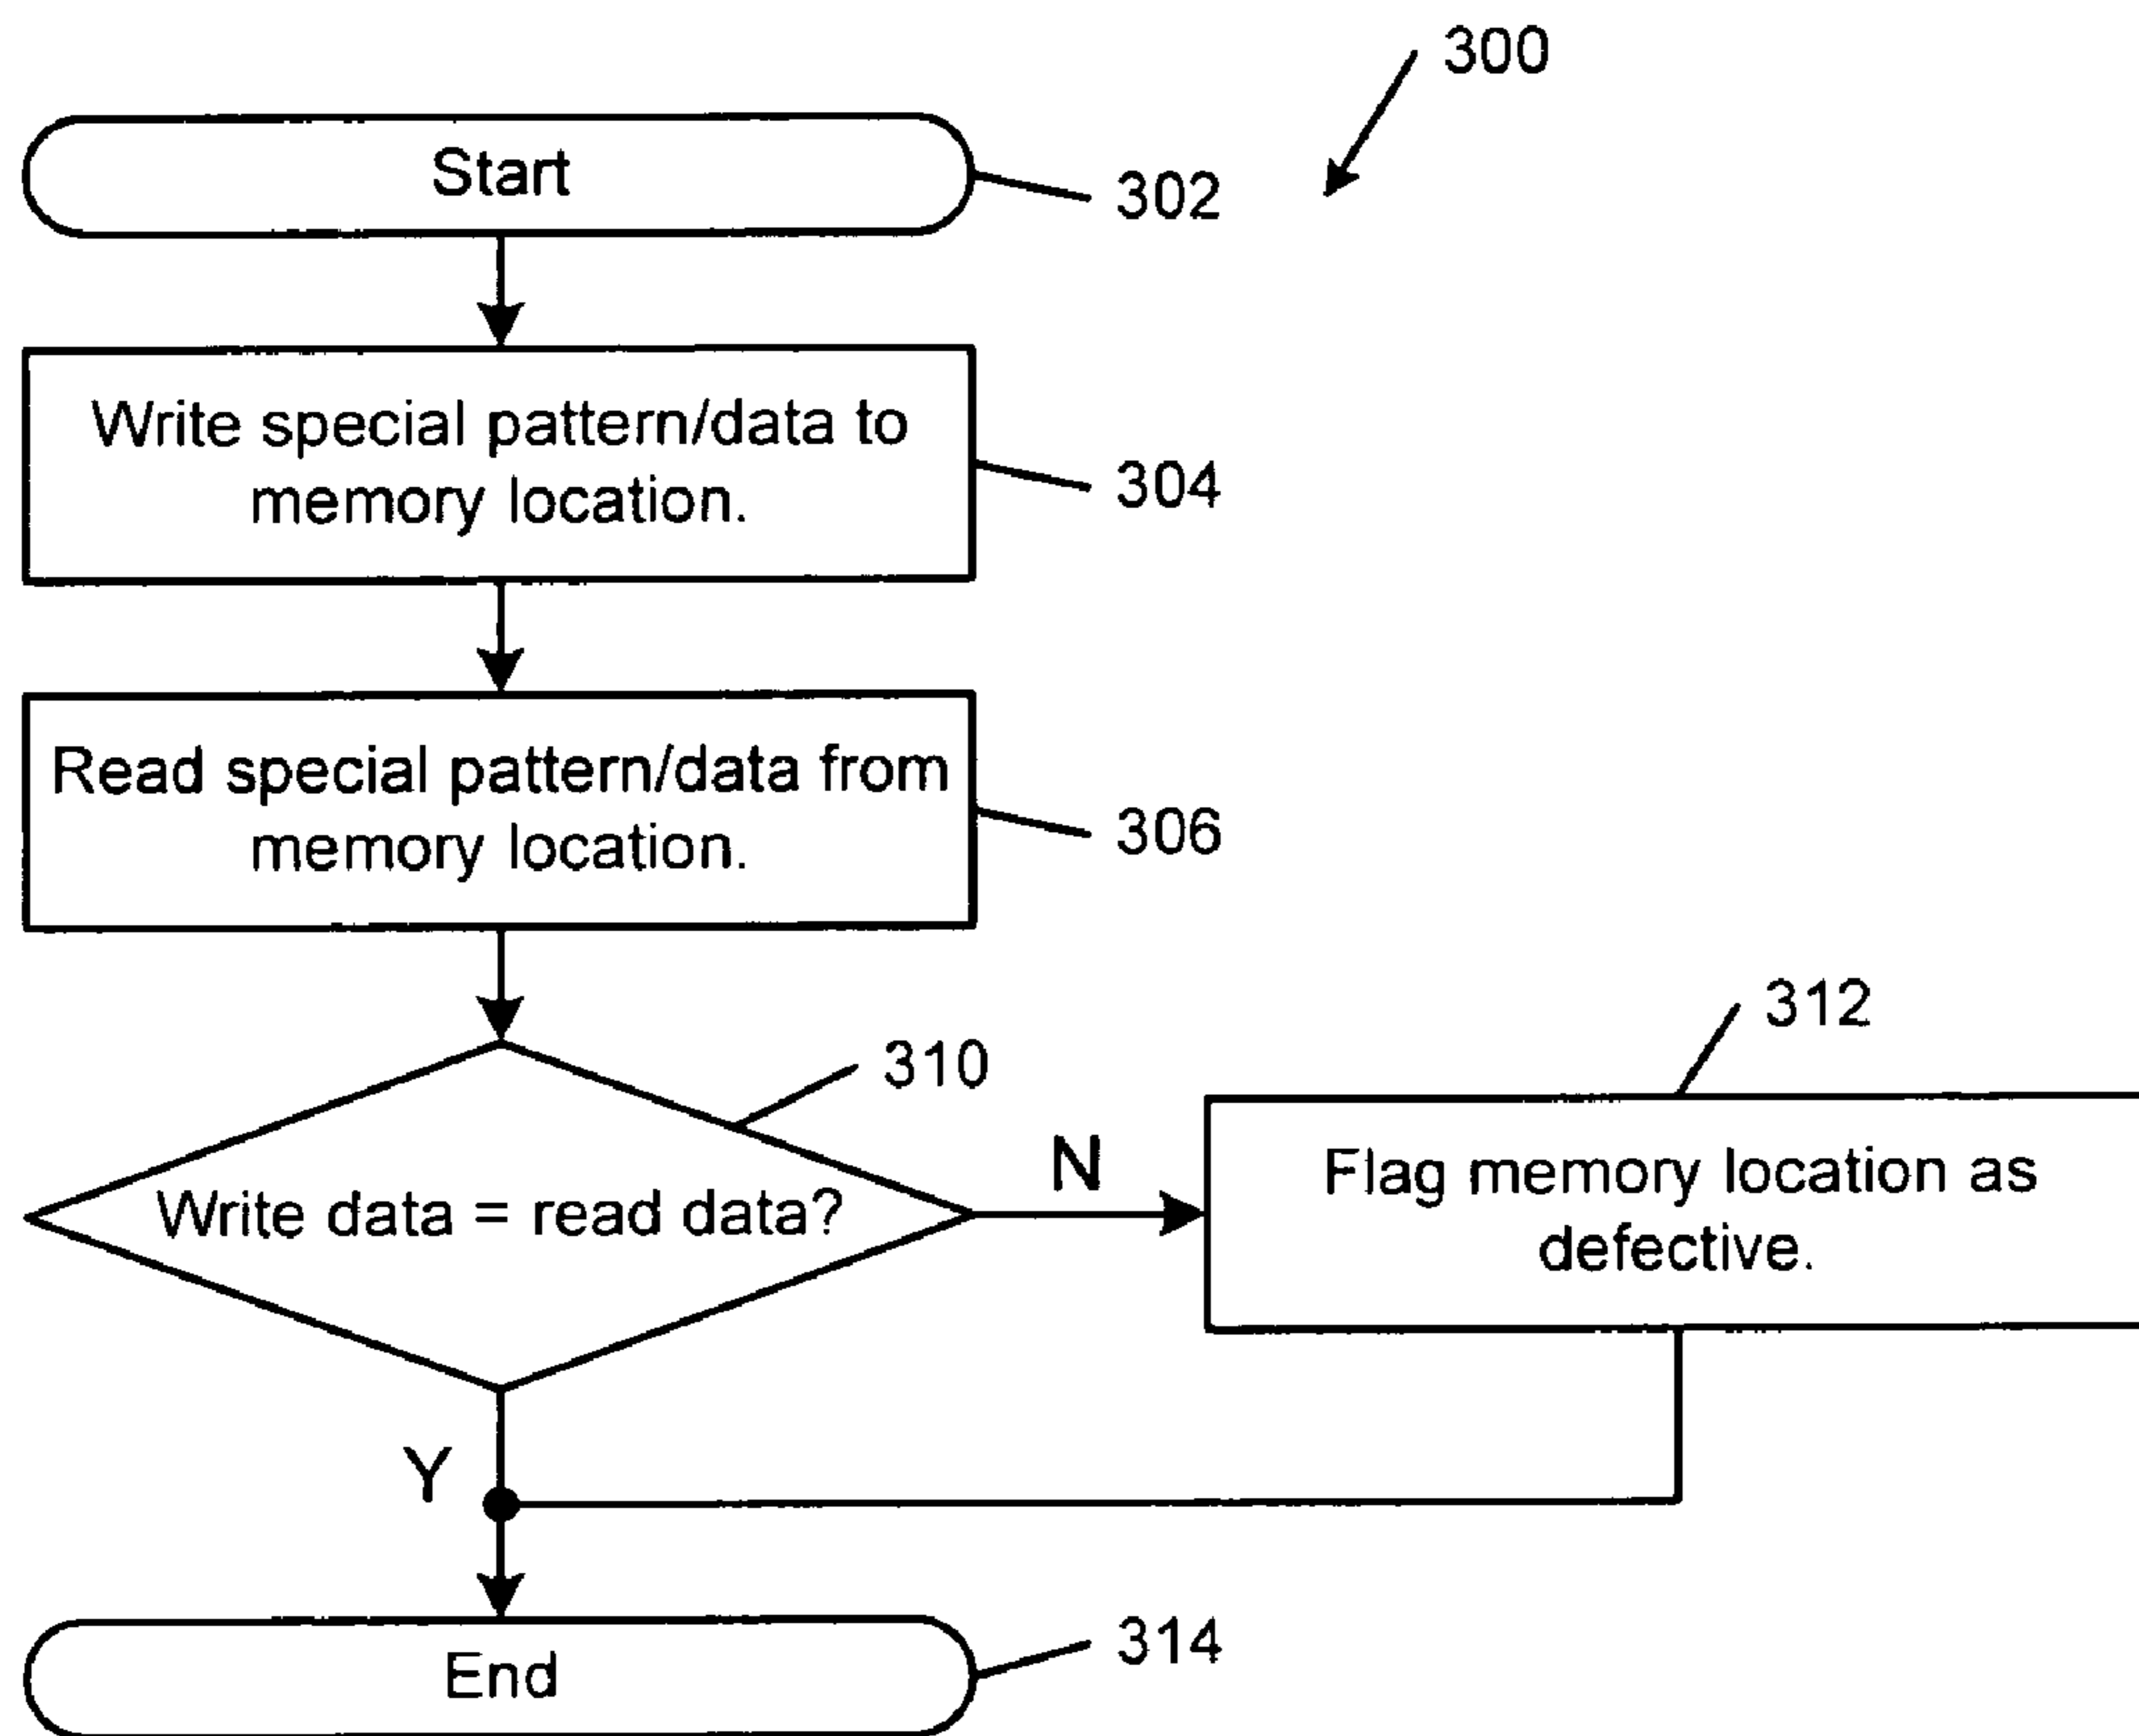 300
Start
302
Write special pattern/data to
memory location.
304
Read special pattern/data from
memory location.
306
310
312
Write data = read data?
N
Flag memory location as
defective.
Y
End
314